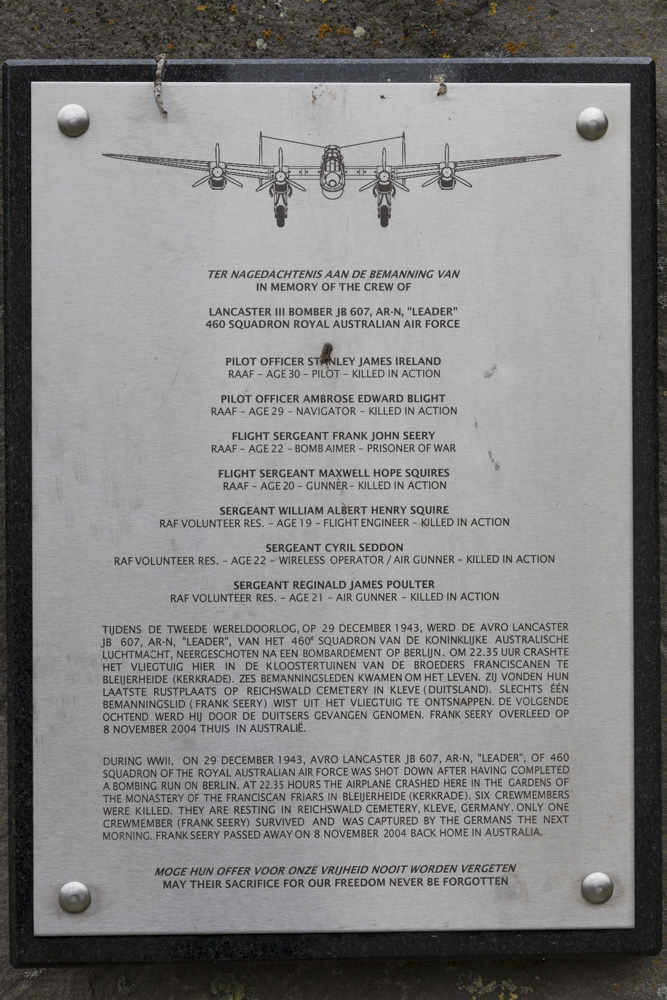 TER NAGEDACHTENIS AAN DE BEMANNING VAN
IN MEMORY OF THE CREW OF
LANCASTER III BOMBER JB 607, AR-N, "LEADER"
460 SQUADRON ROYAL AUSTRALIAN AIR FORCE
PILOT OFFICER STANLEY JAMES IRELAND
RAAF - AGE 30 - PILOT - KILLED IN ACTION
PILOT OFFICER AMBROSE EDWARD BLIGHT
RAAF - AGE 29 - NAVIGATOR - KILLED IN ACTION
FLIGHT SERGEANT FRANK JOHN SEERY
RAAF - AGE 22 - BOMB AIMER - PRISONER OF WAR
FLIGHT SERGEANT MAXWELL HOPE SQUIRES
RAAF - AGE 20 - GUNNER - KILLED IN ACTION
SERGEANT WILLIAM ALBERT HENRY SQUIRE
RAF VOLUNTEER RES. - AGE 19 - FLIGHT ENGINEER - KILLED IN ACTION
SERGEANT CYRIL SEDDON
RAF VOLUNTEER RES. - AGE 22 - WIRELESS OPERATOR / AIR GUNNER - KILLED IN ACTION
SERGEANT REGINALD JAMES POULTER
RAF VOLUNTEER RES. - AGE 21 - AIR GUNNER - KILLED IN ACTION
TIJDENS DE TWEEDE WERELDOORLOG, OP 29 DECEMBER 1943, WERD DE AVRO LANCASTER
JB 607, AR-N, "LEADER", VAN HET 460ᵉ SQUADRON VAN DE KONINKLIJKE AUSTRALISCHE
LUCHTMACHT, NEERGESCHOTEN NA EEN BOMBARDEMENT OP BERLIJN. OM 22.35 UUR CRASHTE
HET VLIEGTUIG HIER IN DE KLOOSTERTUINEN VAN DE BROEDERS FRANCISCANEN TE
BLEIJERHEIDE (KERKRADE). ZES BEMANNINGSLEDEN KWAMEN OM HET LEVEN. ZIJ VONDEN HUN
LAATSTE RUSTPLAATS OP REICHSWALD CEMETERY IN KLEVE (DUITSLAND). SLECHTS ÉÉN
BEMANNINGSLID (FRANK SEERY) WIST UIT HET VLIEGTUIG TE ONTSNAPPEN. DE VOLGENDE
OCHTEND WERD HIJ DOOR DE DUITSERS GEVANGEN GENOMEN. FRANK SEERY OVERLEED OP
8 NOVEMBER 2004 THUIS IN AUSTRALIË.
DURING WWII, ON 29 DECEMBER 1943, AVRO LANCASTER JB 607, AR-N, "LEADER", OF 460
SQUADRON OF THE ROYAL AUSTRALIAN AIR FORCE WAS SHOT DOWN AFTER HAVING COMPLETED
A BOMBING RUN ON BERLIN. AT 22.35 HOURS THE AIRPLANE CRASHED HERE IN THE GARDENS OF
THE MONASTERY OF THE FRANCISCAN FRIARS IN BLEIJERHEIDE (KERKRADE). SIX CREWMEMBERS
WERE KILLED. THEY ARE RESTING IN REICHSWALD CEMETERY, KLEVE, GERMANY. ONLY ONE
CREWMEMBER (FRANK SEERY) SURVIVED AND WAS CAPTURED BY THE GERMANS THE NEXT
MORNING. FRANK SEERY PASSED AWAY ON 8 NOVEMBER 2004 BACK HOME IN AUSTRALIA.
MOGE HUN OFFER VOOR ONZE VRIJHEID NOOIT WORDEN VERGETEN
MAY THEIR SACRIFICE FOR OUR FREEDOM NEVER BE FORGOTTEN